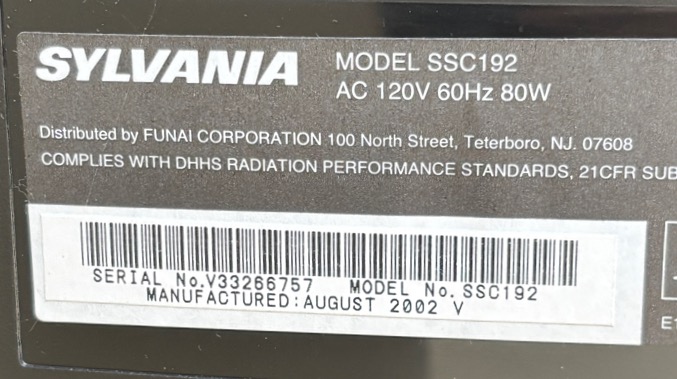 SYLVANIA
MODEL SSC192
AC 120V 60Hz 80W
Distributed by FUNAI CORPORATION 100 North Street, Teterboro, NJ. 07608
COMPLIES WITH DHHS RADIATION PERFORMANCE STANDARDS, 21CFR SUB
SERIAL No.V33266757 MODEL No. SSC192
MANUFACTURED:AUGUST 2002 V
E1